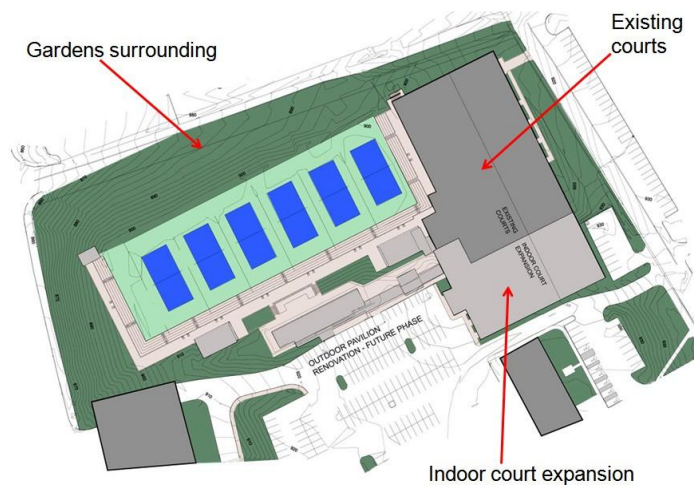 Existing
courts
Gardens surrounding
EXISTING
COURTS
INDOOR COURT
EXPANSION
OUTDOOR PAVILION
RENOVATION - FUTURE PHASE
Indoor court expansion